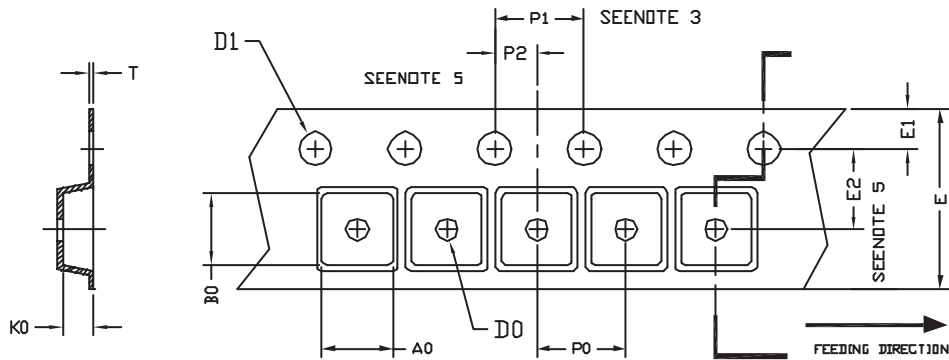 P1
SEENOTE 3
D1
P2
T
SEENOTE 5
E1
E2
E
SEENOTE 5
B0
K0
A0
D0
P0
FEEDING DIRECTION